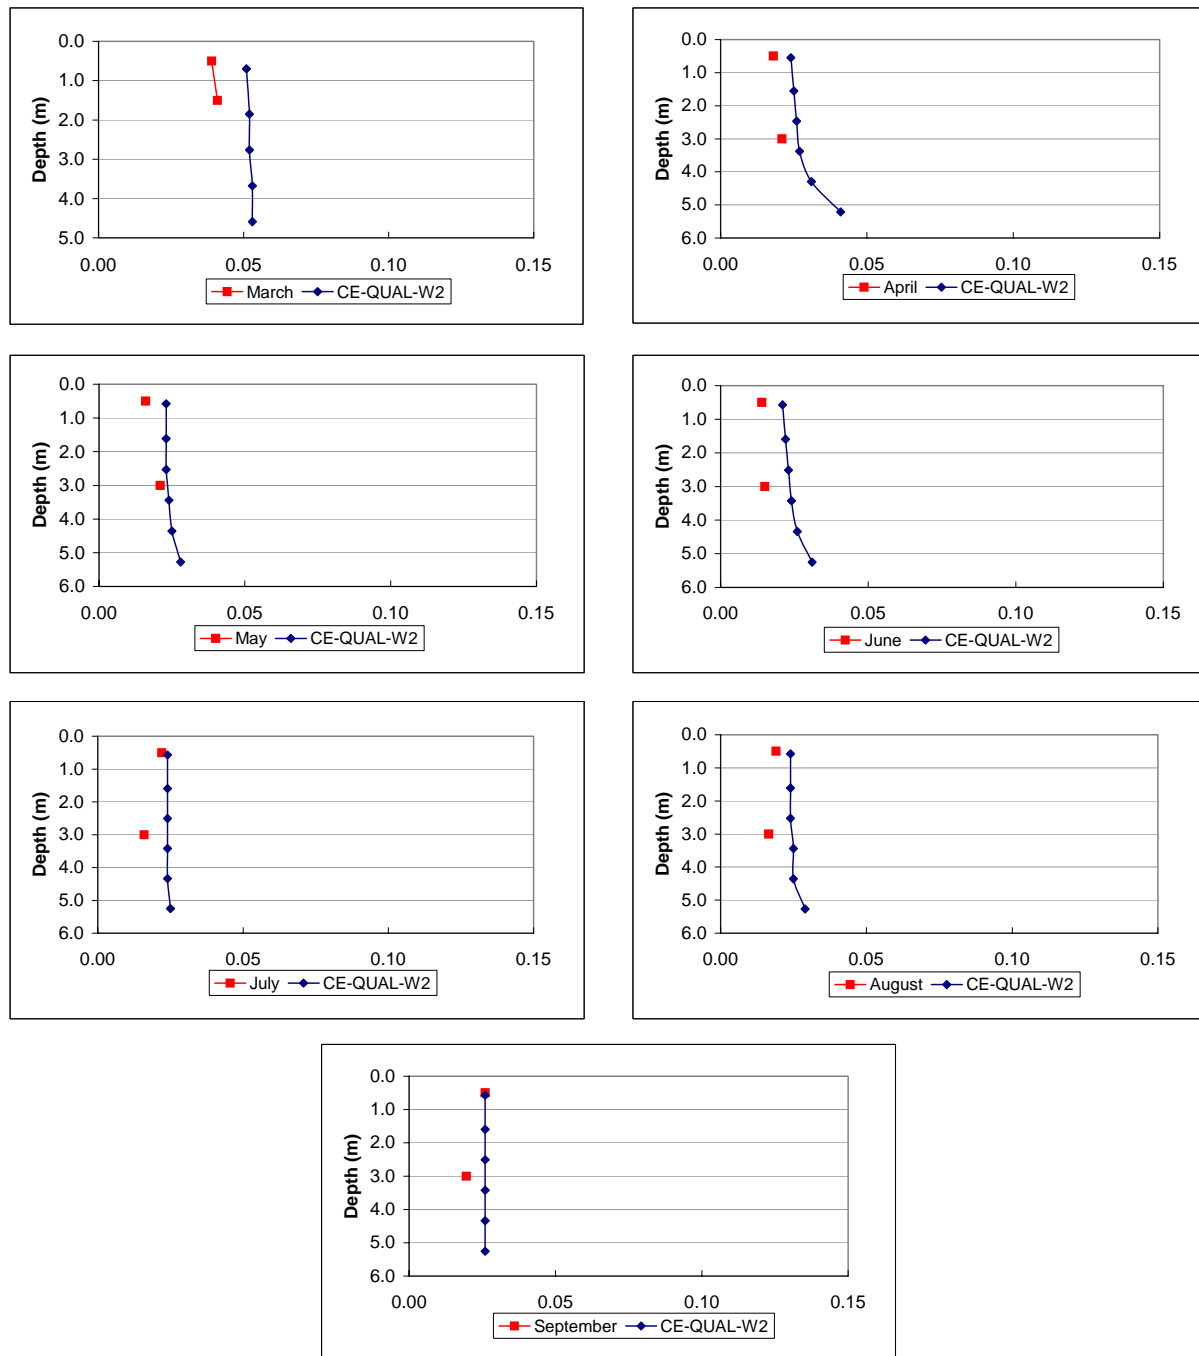 0.0
1.0
2.0
3.0
4.0
5.0
Depth (m)
0.00 0.05 0.10 0.15
March CE-QUAL-W2
0.0
1.0
2.0
3.0
4.0
5.0
6.0
Depth (m)
0.00 0.05 0.10 0.15
April CE-QUAL-W2
0.0
1.0
2.0
3.0
4.0
5.0
6.0
Depth (m)
0.00 0.05 0.10 0.15
May CE-QUAL-W2
0.0
1.0
2.0
3.0
4.0
5.0
6.0
Depth (m)
0.00 0.05 0.10 0.15
June CE-QUAL-W2
0.0
1.0
2.0
3.0
4.0
5.0
6.0
Depth (m)
0.00 0.05 0.10 0.15
July CE-QUAL-W2
0.0
1.0
2.0
3.0
4.0
5.0
6.0
Depth (m)
0.00 0.05 0.10 0.15
August CE-QUAL-W2
0.0
1.0
2.0
3.0
4.0
5.0
6.0
Depth (m)
0.00 0.05 0.10 0.15
September CE-QUAL-W2